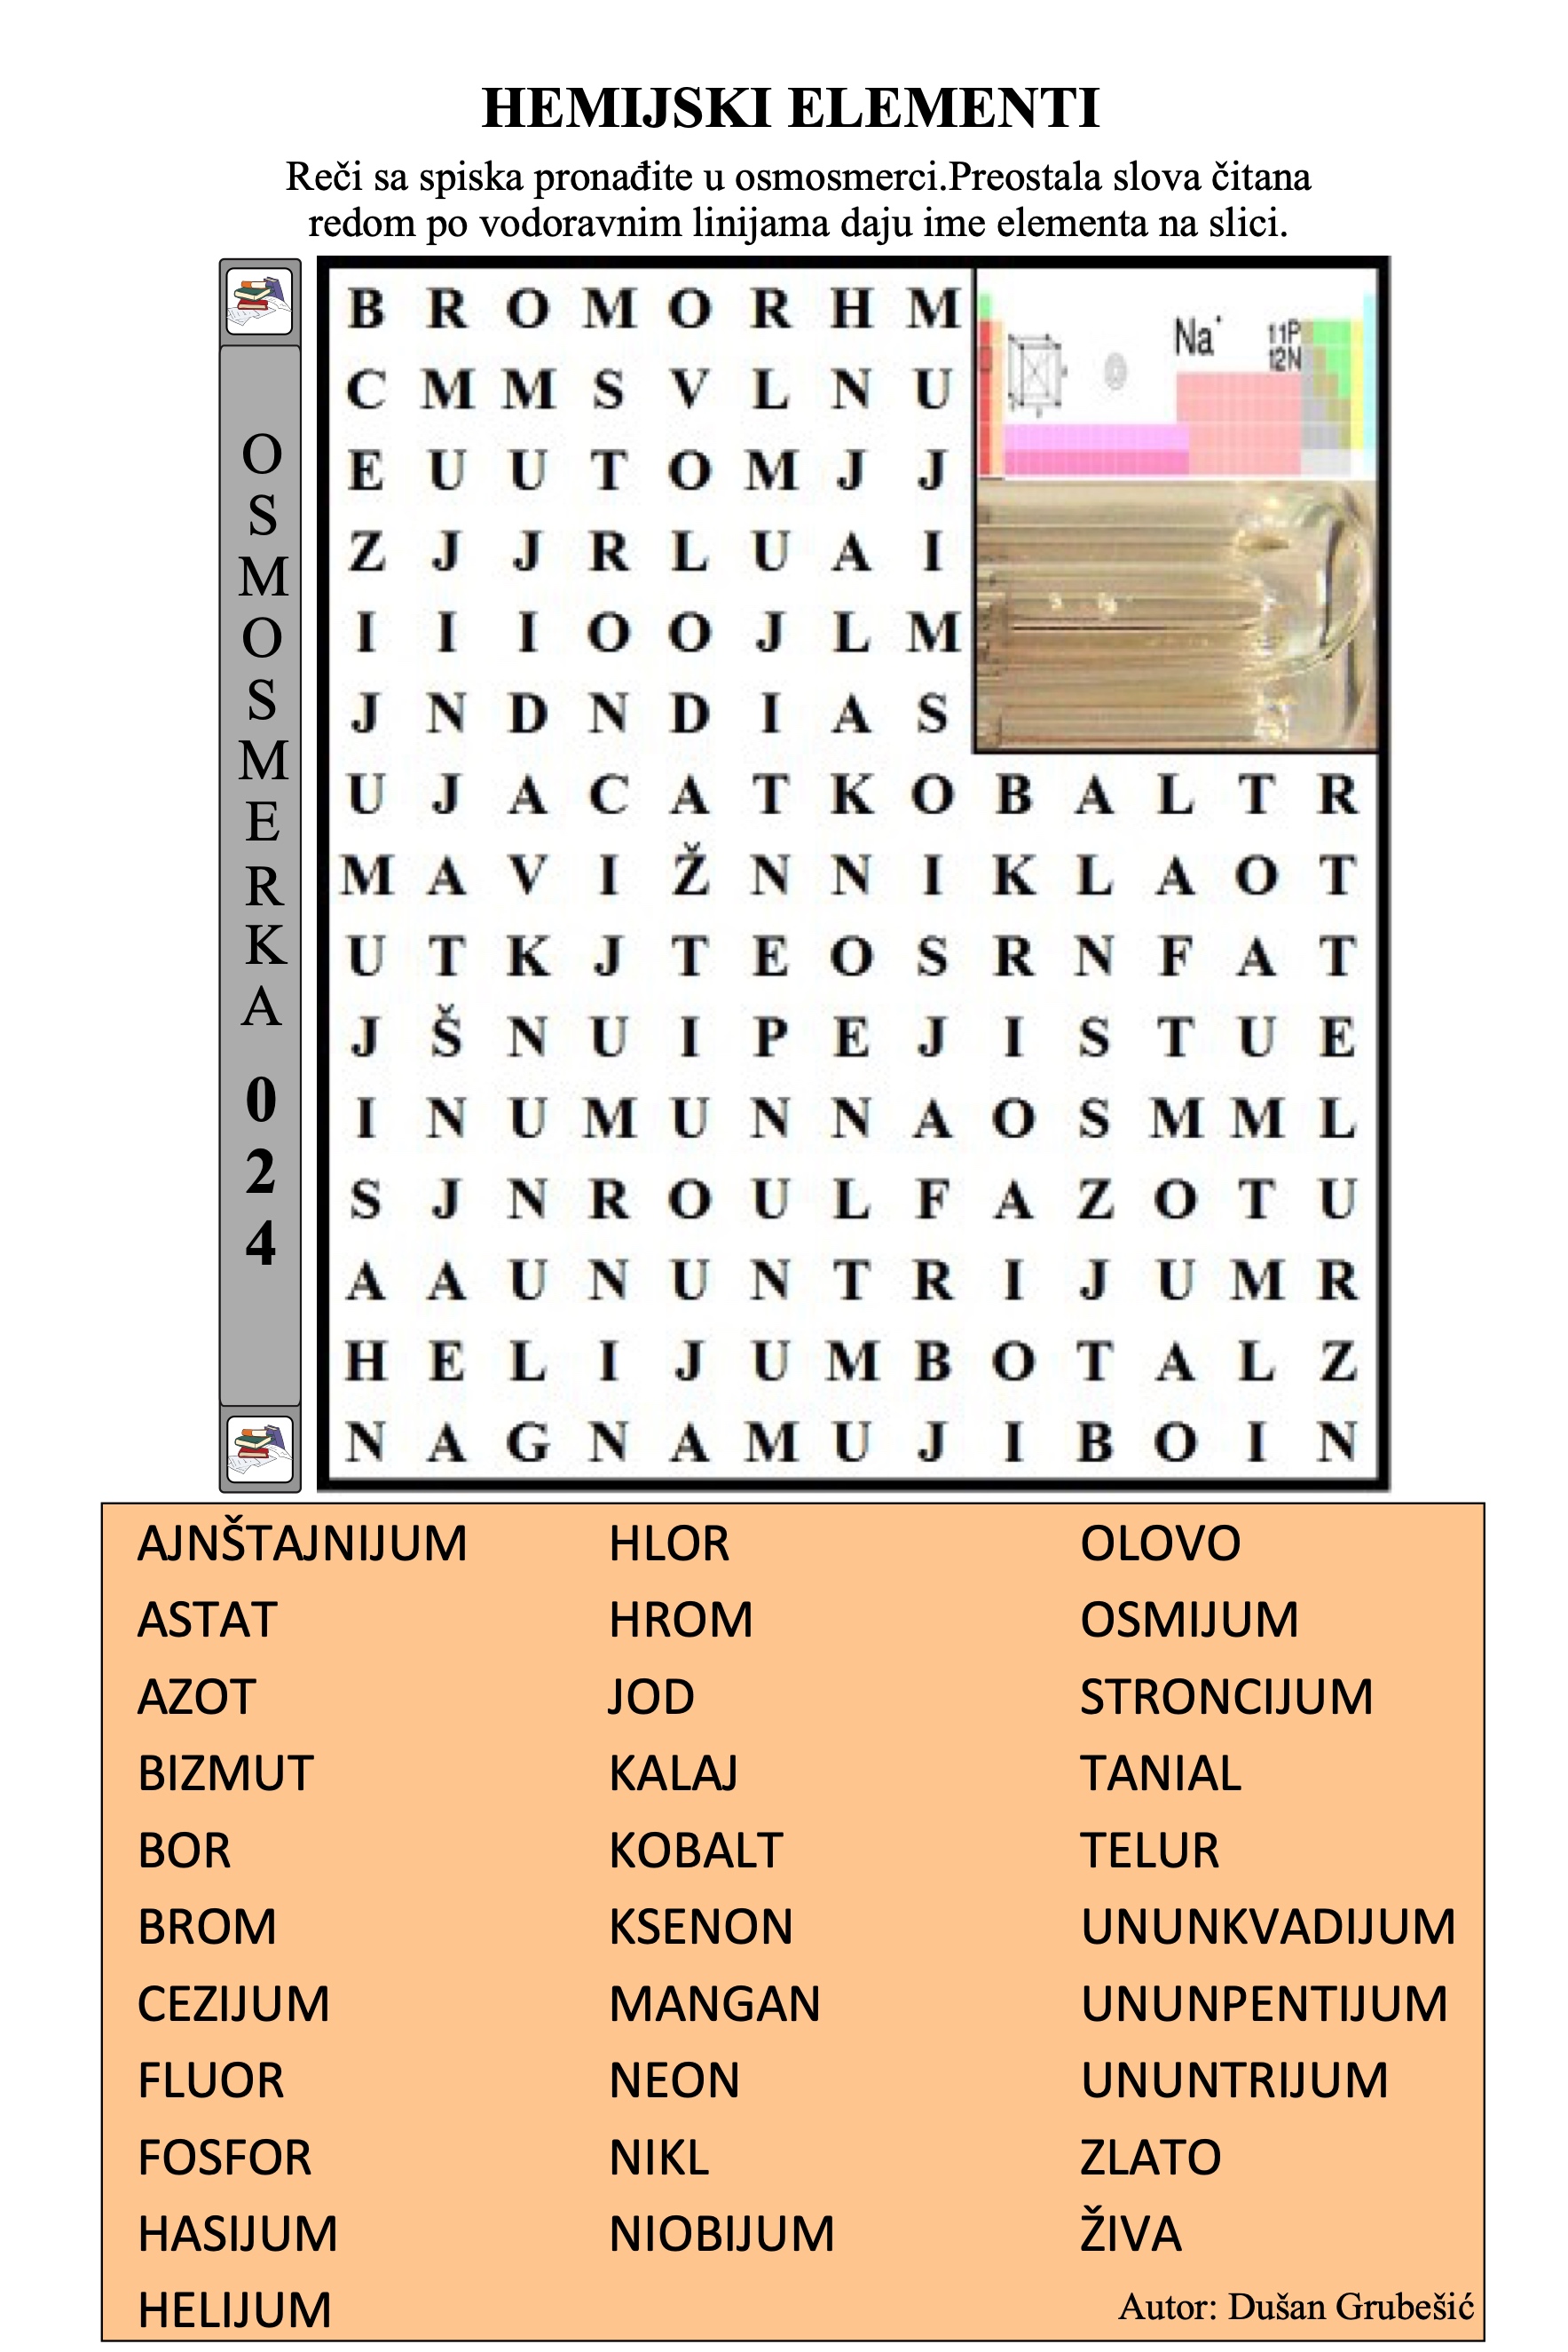 HEMIJSKI ELEMENTI
Reči sa spiska pronađite u osmosmerci.Preostala slova čitana
redom po vodoravnim linijama daju ime elementa na slici.
OSMOSMERKA 024
B R O M O R H M
C M M S V L N U
E U U T O M J J
Z J J R L U A I
I I I O O J L M
J N D N D I A S
U J A C A T K O B A L T R
M A V I Ž N N I K L A O T
U T K J T E O S R N F A T
J Š N U I P E J I S T U E
I N U M U N N A O S M M L
S J N R O U L F A Z O T U
A A U N U N T R I J U M R
H E L I J U M B O T A L Z
N A G N A M U J I B O I N
Na+
11P
12N
AJNŠTAJNIJUM
ASTAT
AZOT
BIZMUT
BOR
BROM
CEZIJUM
FLUOR
FOSFOR
HASIJUM
HELIJUM
HLOR
HROM
JOD
KALAJ
KOBALT
KSENON
MANGAN
NEON
NIKL
NIOBIJUM
OLOVO
OSMIJUM
STRONCIJUM
TANIAL
TELUR
UNUNKVADIJUM
UNUNPENTIJUM
UNUNTRIJUM
ZLATO
ŽIVA
Autor: Dušan Grubešić